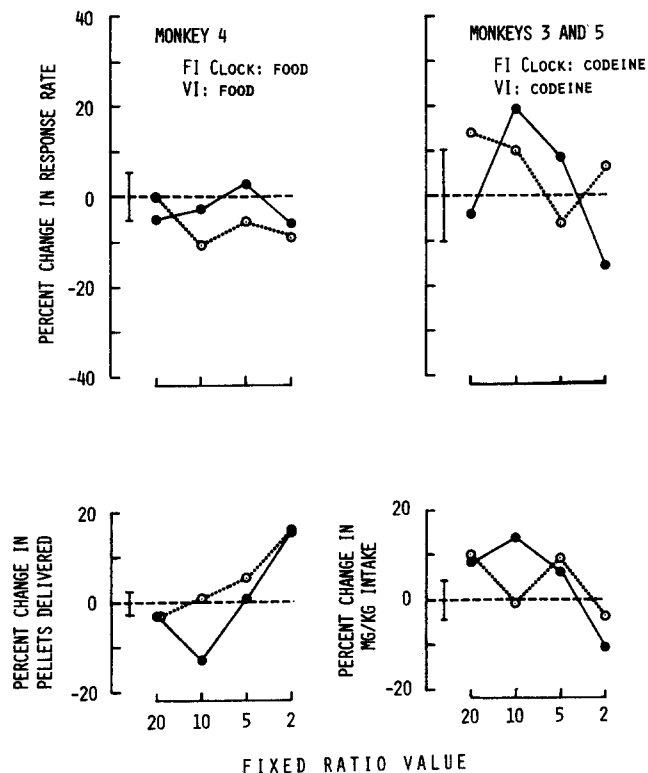 MONKEY 4
FI CLOCK: FOOD
VI: FOOD
MONKEYS 3 AND 5
FI CLOCK: CODEINE
VI: CODEINE
PERCENT CHANGE IN RESPONSE RATE
40
20
0
-20
-40
PERCENT CHANGE IN
PELLETS DELIVERED
20
0
-20
20 10 5 2
PERCENT CHANGE IN
MG/KG INTAKE
20
0
-20
20 10 5 2
FIXED RATIO VALUE